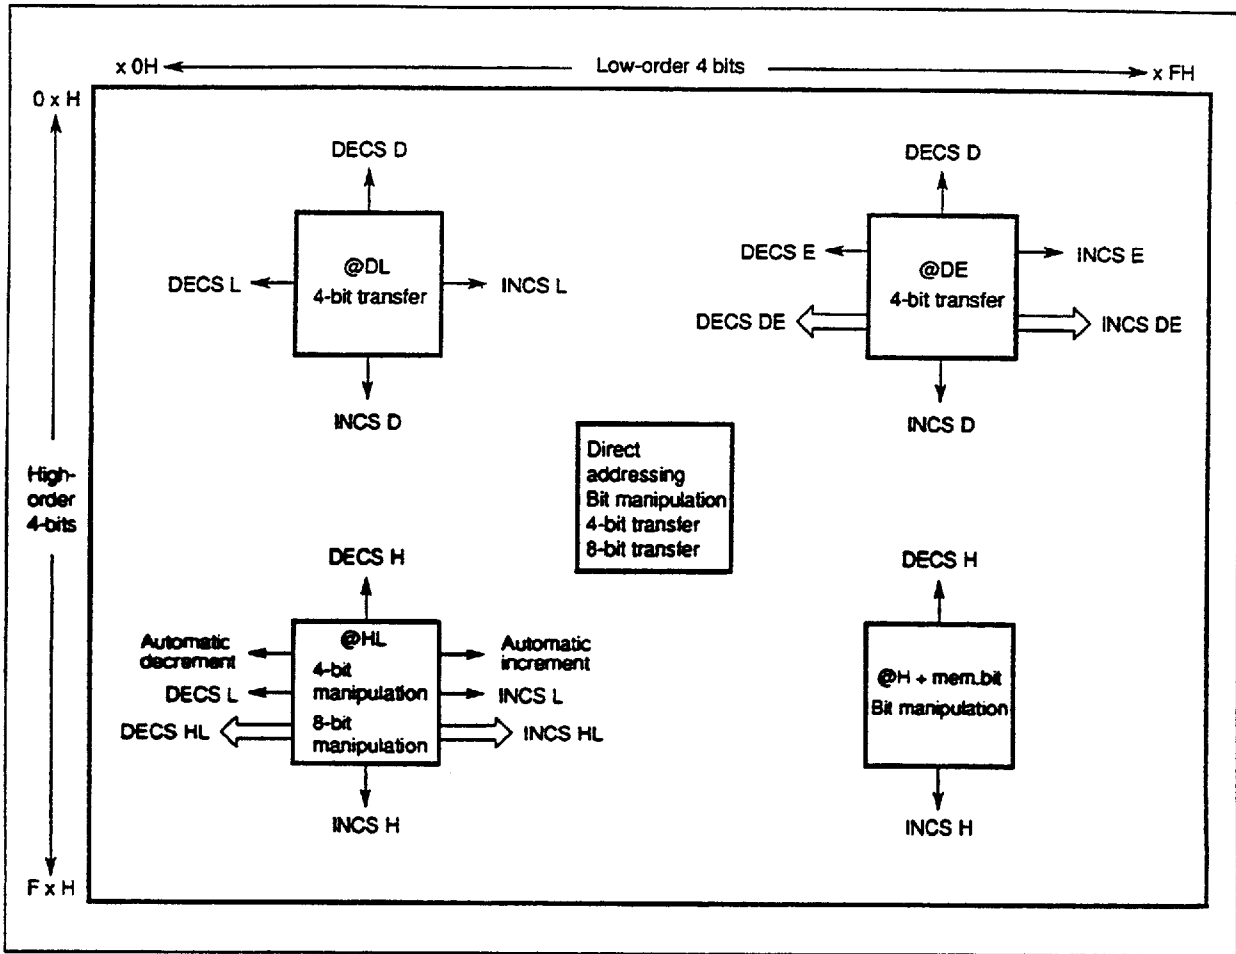 x 0H
Low-order 4 bits
x FH
0 x H
High-
order
4-bits
F x H
DECS D
DECS L
@DL
4-bit transfer
INCS L
INCS D
DECS D
DECS E
@DE
4-bit transfer
INCS E
DECS DE
INCS DE
INCS D
Direct
addressing
Bit manipulation
4-bit transfer
8-bit transfer
DECS H
Automatic
decrement
DECS L
DECS HL
@HL
4-bit
manipulation
8-bit
manipulation
Automatic
increment
INCS L
INCS HL
INCS H
DECS H
@H + mem.bit
Bit manipulation
INCS H